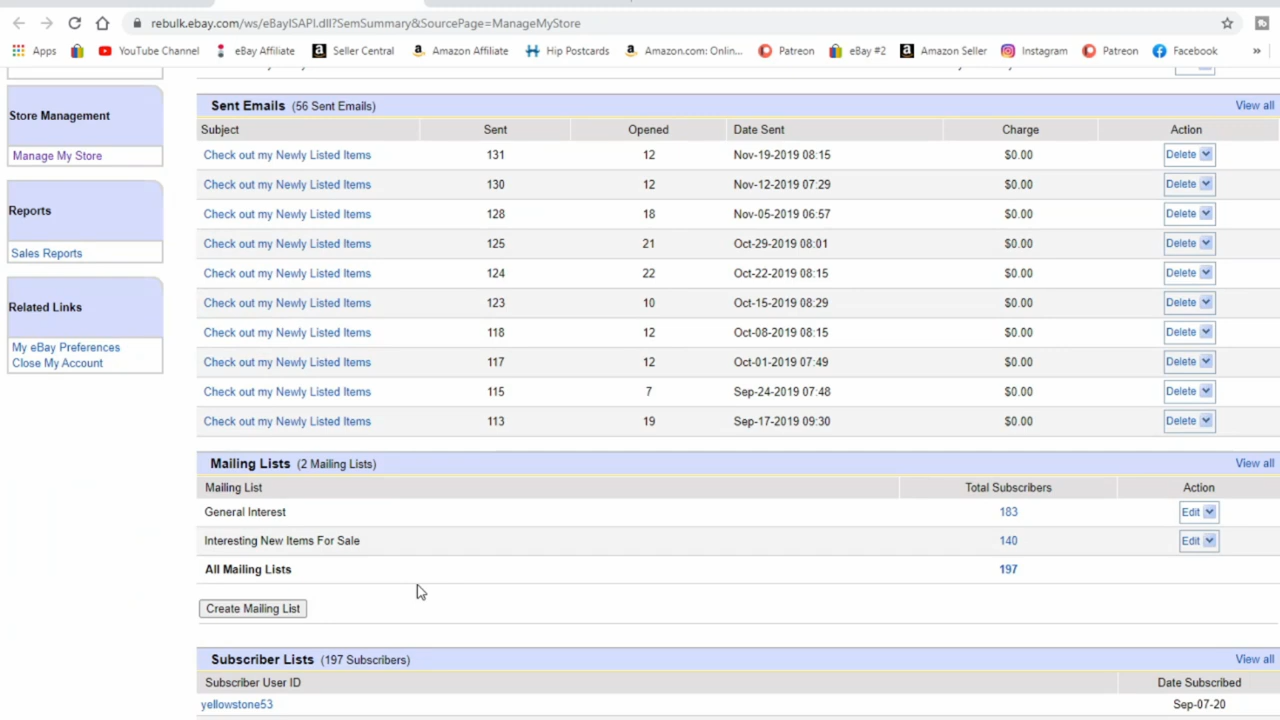 rebulk.ebay.com/ws/eBayISAPI.dll?SemSummary&SourcePage=ManageMyStore
Apps YouTube Channel eBay Affiliate Seller Central Amazon Affiliate Hip Postcards Amazon.com: Onlin... Patreon eBay #2 Amazon Seller Instagram Patreon Facebook »
Store Management
Manage My Store
Reports
Sales Reports
Related Links
My eBay Preferences
Close My Account
Sent Emails (56 Sent Emails) View all
Subject Sent Opened Date Sent Charge Action
Check out my Newly Listed Items 131 12 Nov-19-2019 08:15 $0.00 Delete
Check out my Newly Listed Items 130 12 Nov-12-2019 07:29 $0.00 Delete
Check out my Newly Listed Items 128 18 Nov-05-2019 06:57 $0.00 Delete
Check out my Newly Listed Items 125 21 Oct-29-2019 08:01 $0.00 Delete
Check out my Newly Listed Items 124 22 Oct-22-2019 08:15 $0.00 Delete
Check out my Newly Listed Items 123 10 Oct-15-2019 08:29 $0.00 Delete
Check out my Newly Listed Items 118 12 Oct-08-2019 08:15 $0.00 Delete
Check out my Newly Listed Items 117 12 Oct-01-2019 07:49 $0.00 Delete
Check out my Newly Listed Items 115 7 Sep-24-2019 07:48 $0.00 Delete
Check out my Newly Listed Items 113 19 Sep-17-2019 09:30 $0.00 Delete
Mailing Lists (2 Mailing Lists) View all
Mailing List Total Subscribers Action
General Interest 183 Edit
Interesting New Items For Sale 140 Edit
All Mailing Lists 197
Create Mailing List
Subscriber Lists (197 Subscribers) View all
Subscriber User ID Date Subscribed
yellowstone53 Sep-07-20